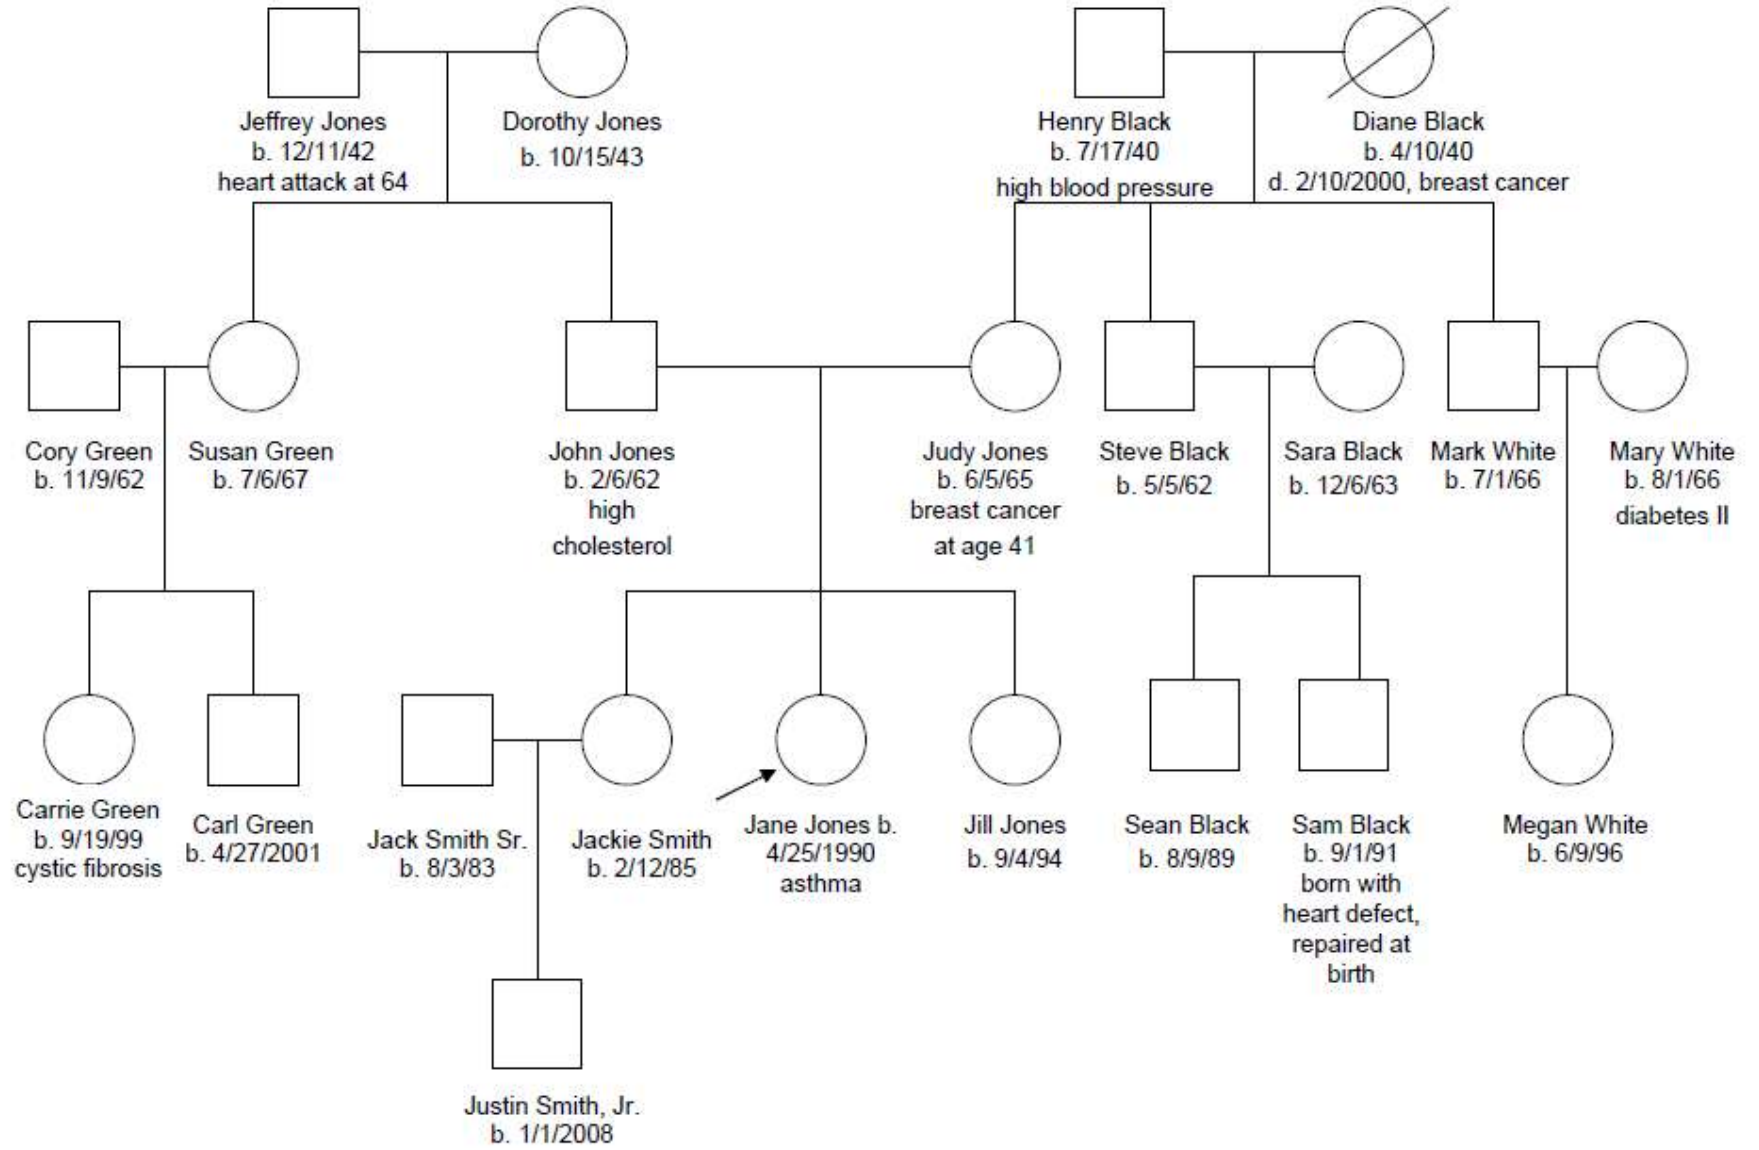 Jeffrey Jones
b. 12/11/42
heart attack at 64
Dorothy Jones
b. 10/15/43
Henry Black
b. 7/17/40
high blood pressure
Diane Black
b. 4/10/40
d. 2/10/2000, breast cancer
Cory Green
b. 11/9/62
Susan Green
b. 7/6/67
John Jones
b. 2/6/62
high
cholesterol
Judy Jones
b. 6/5/65
breast cancer
at age 41
Steve Black
b. 5/5/62
Sara Black
b. 12/6/63
Mark White
b. 7/1/66
Mary White
b. 8/1/66
diabetes II
Carrie Green
b. 9/19/99
cystic fibrosis
Carl Green
b. 4/27/2001
Jack Smith Sr.
b. 8/3/83
Jackie Smith
b. 2/12/85
Jane Jones b.
4/25/1990
asthma
Jill Jones
b. 9/4/94
Sean Black
b. 8/9/89
Sam Black
b. 9/1/91
born with
heart defect,
repaired at
birth
Megan White
b. 6/9/96
Justin Smith, Jr.
b. 1/1/2008